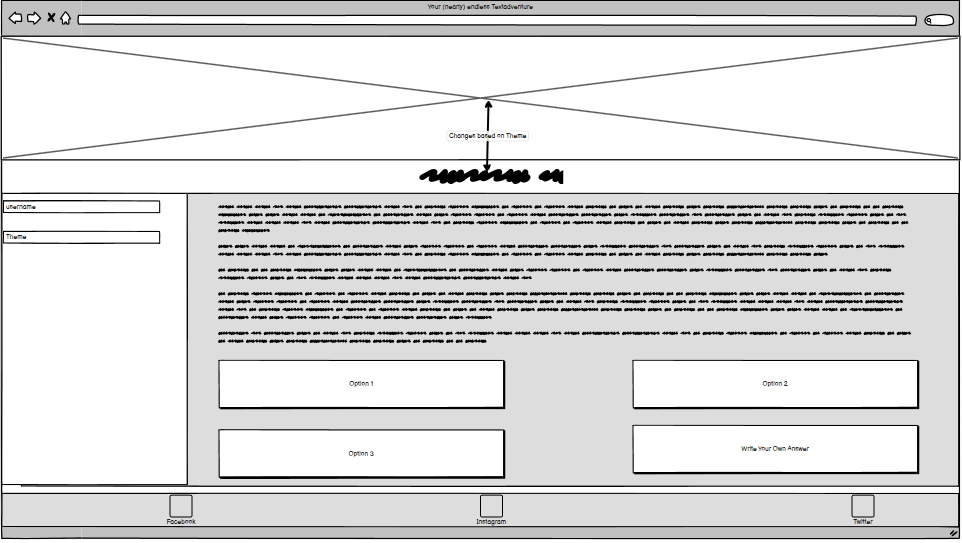 Your (nearly) endless Textadventure
Changes based on Theme
username
Theme
Option 1
Option 2
Option 3
Write Your Own Answer
Facebook
Instagram
Twitter